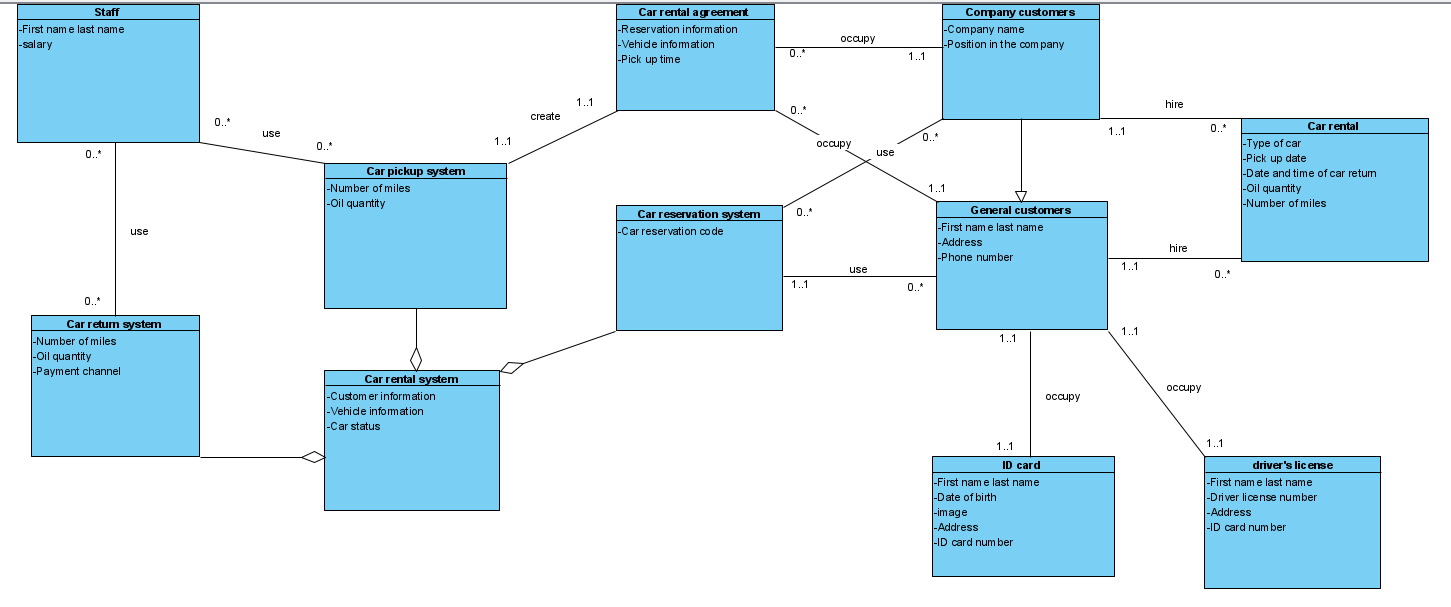 Staff
-First name last name
-salary
Car rental agreement
-Reservation information
-Vehicle information
-Pick up time
Company customers
-Company name
-Position in the company
occupy
0..*
1..1
create
1..1
1..1
use
0..*
0..*
0..*
use
0..*
Car pickup system
-Number of miles
-Oil quantity
0..*
occupy
1..1
0..*
use
0..*
hire
1..1
0..*
Car rental
-Type of car
-Pick up date
-Date and time of car return
-Oil quantity
-Number of miles
Car reservation system
-Car reservation code
General customers
-First name last name
-Address
-Phone number
use
1..1
0..*
hire
1..1
0..*
Car return system
-Number of miles
-Oil quantity
-Payment channel
Car rental system
-Customer information
-Vehicle information
-Car status
1..1
occupy
1..1
1..1
occupy
1..1
ID card
-First name last name
-Date of birth
-image
-Address
-ID card number
driver's license
-First name last name
-Driver license number
-Address
-ID card number